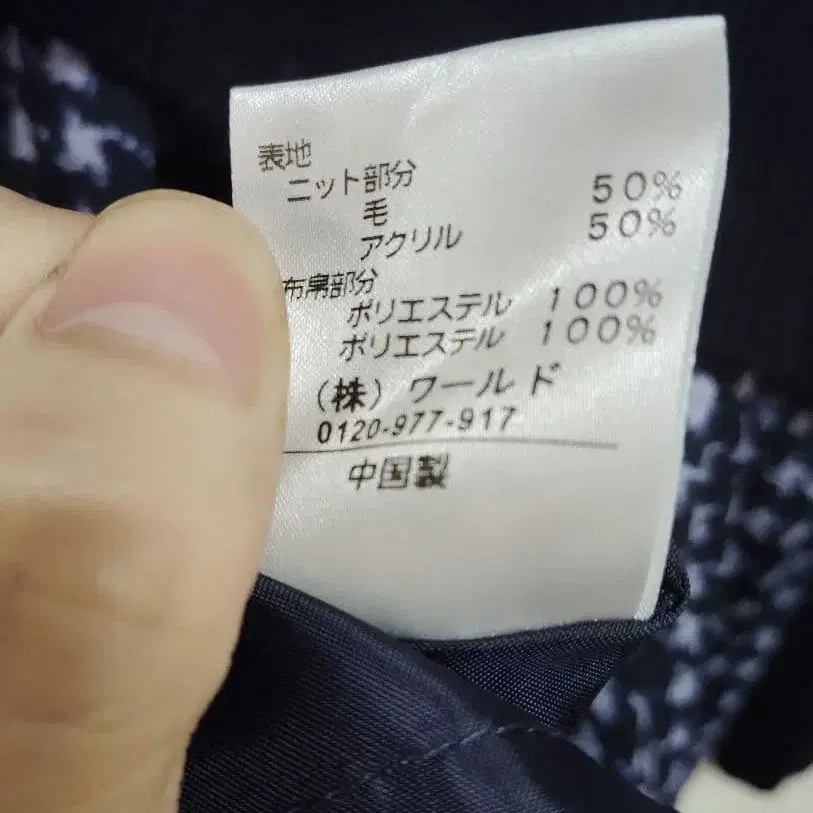 表地
ニット部分
毛 50%
アクリル 50%
布帛部分
ポリエステル 100%
ポリエステル 100%
(株)ワールド
0120-977-917
中国製